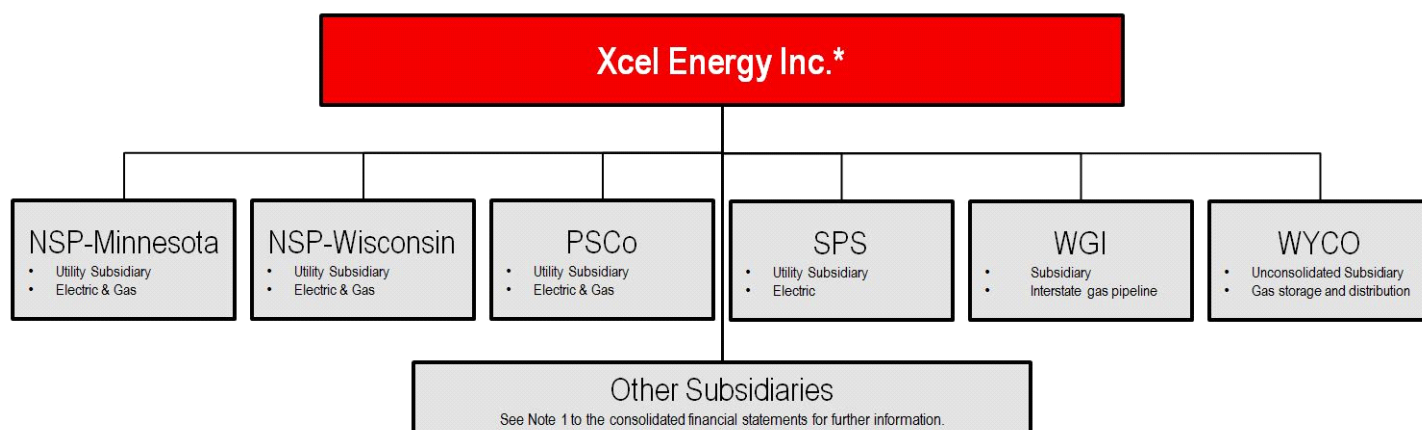 Xcel Energy Inc.*
NSP-Minnesota
• Utility Subsidiary
• Electric & Gas
NSP-Wisconsin
• Utility Subsidiary
• Electric & Gas
PSCo
• Utility Subsidiary
• Electric & Gas
SPS
• Utility Subsidiary
• Electric
WGI
• Subsidiary
• Interstate gas pipeline
WYCO
• Unconsolidated Subsidiary
• Gas storage and distribution
Other Subsidiaries
See Note 1 to the consolidated financial statements for further information.